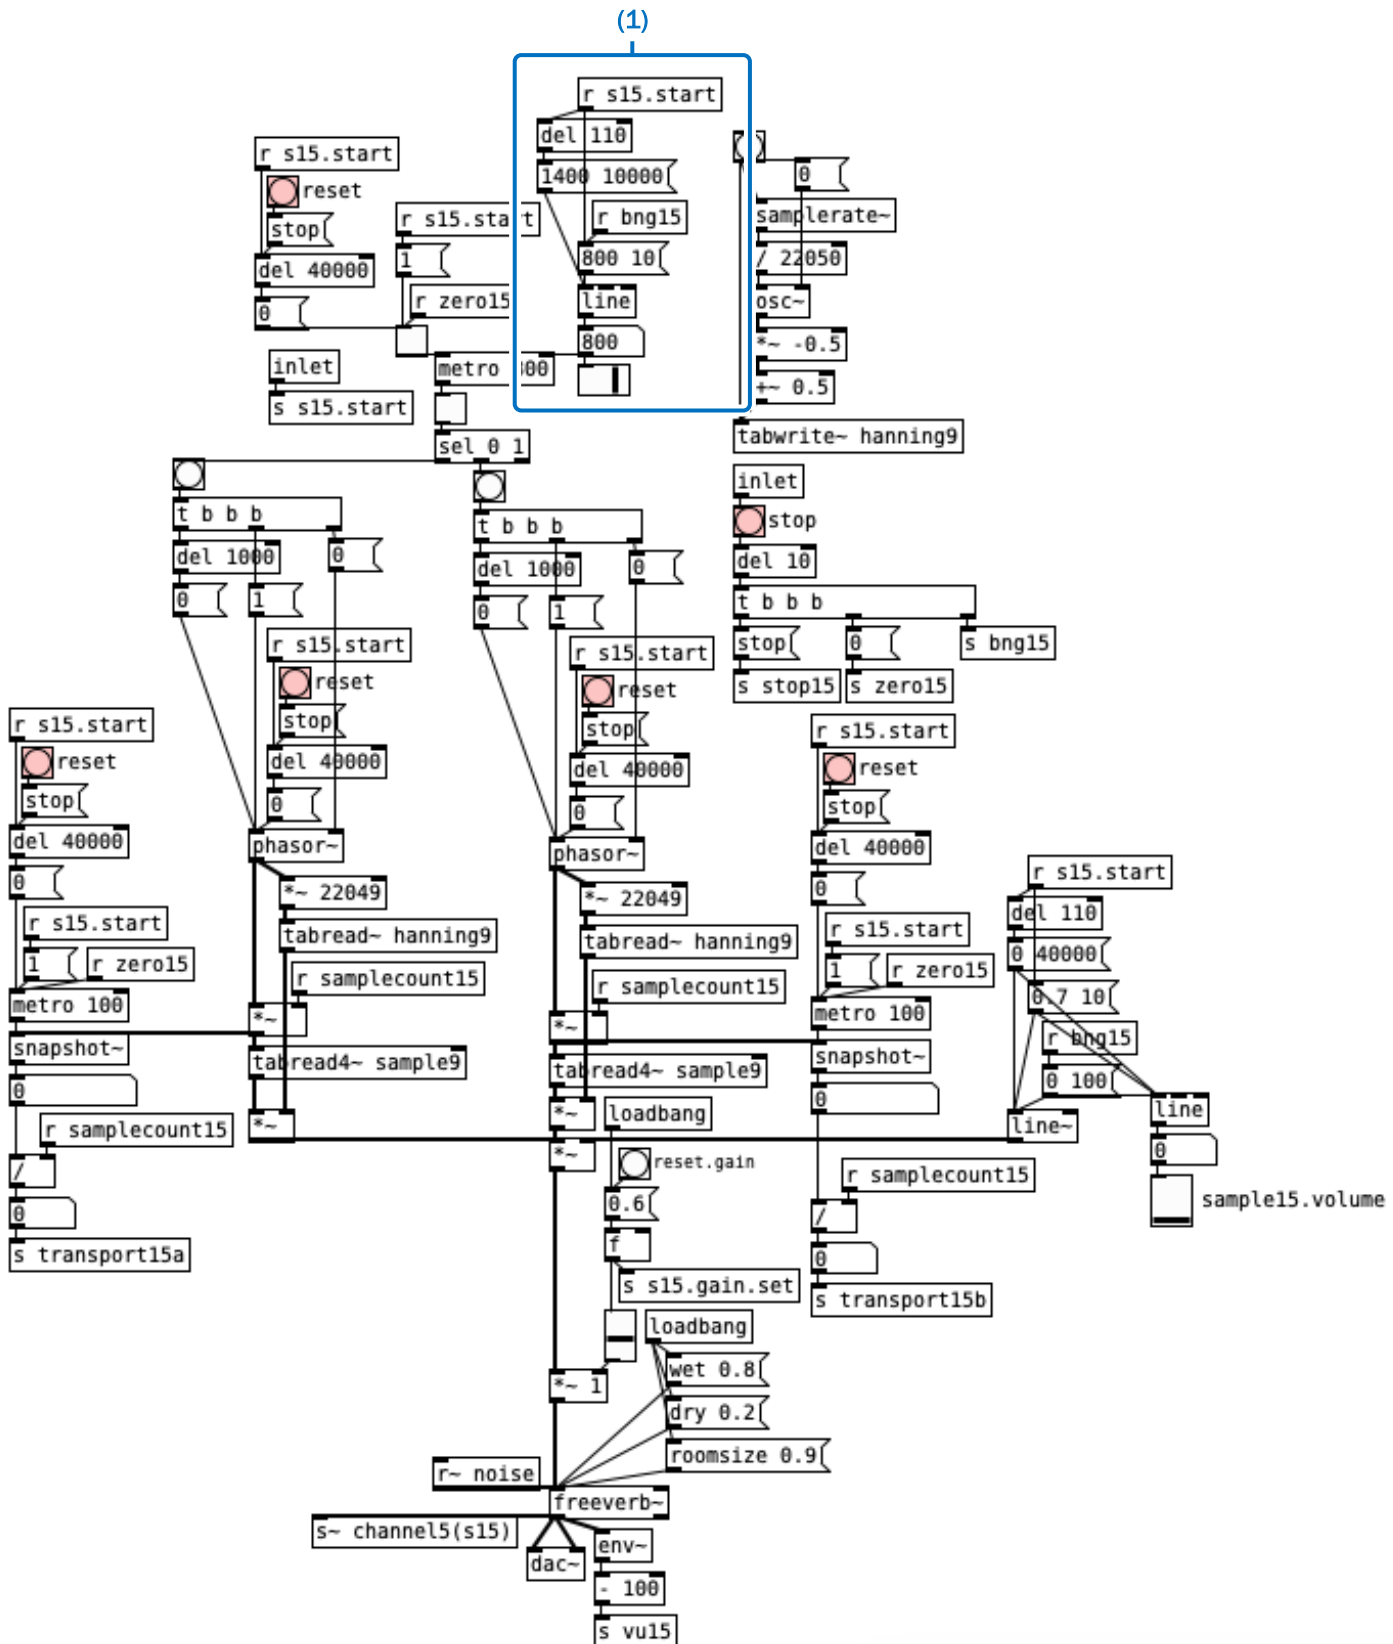 (1)
r s15.start
del 110
1400 10000
r bng15
800 10
line
800
r s15.start
reset
stop
del 40000
0
r s15.start
1
r zero15
inlet
s s15.start
metro 300
sel 0 1
0
samplerate~
/ 22050
osc~
*~ -0.5
+~ 0.5
tabwrite~ hanning9
inlet
stop
del 10
t b b b
stop
0
s bng15
s stop15
s zero15
t b b b
del 1000
0
0
1
r s15.start
reset
stop
del 40000
0
phasor~
*~ 22049
tabread~ hanning9
r samplecount15
*~
tabread4~ sample9
*~
t b b b
del 1000
0
0
1
r s15.start
reset
stop
del 40000
0
phasor~
*~ 22049
tabread~ hanning9
r samplecount15
*~
tabread4~ sample9
*~
*~
r s15.start
reset
stop
del 40000
0
r s15.start
1
r zero15
metro 100
snapshot~
0
r samplecount15
/
0
s transport15a
r s15.start
reset
stop
del 40000
0
r s15.start
1
r zero15
metro 100
snapshot~
0
r samplecount15
/
0
s transport15b
r s15.start
del 110
0 40000
0.7 10
r bng15
0 100
line
line~
0
sample15.volume
loadbang
reset.gain
0.6
f
s s15.gain.set
loadbang
wet 0.8
*~ 1
dry 0.2
roomsize 0.9
r~ noise
freeverb~
s~ channel5(s15)
env~
dac~
- 100
s vu15